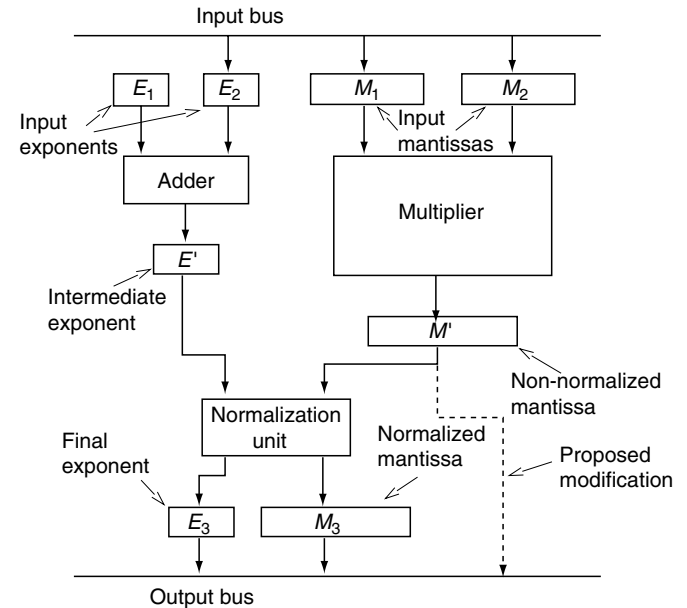 Input bus
E1
E2
M1
M2
Input
exponents
Input
mantissas
Adder
Multiplier
E'
Intermediate
exponent
M'
Non-normalized
mantissa
Normalization
unit
Final
exponent
Normalized
mantissa
Proposed
modification
E3
M3
Output bus